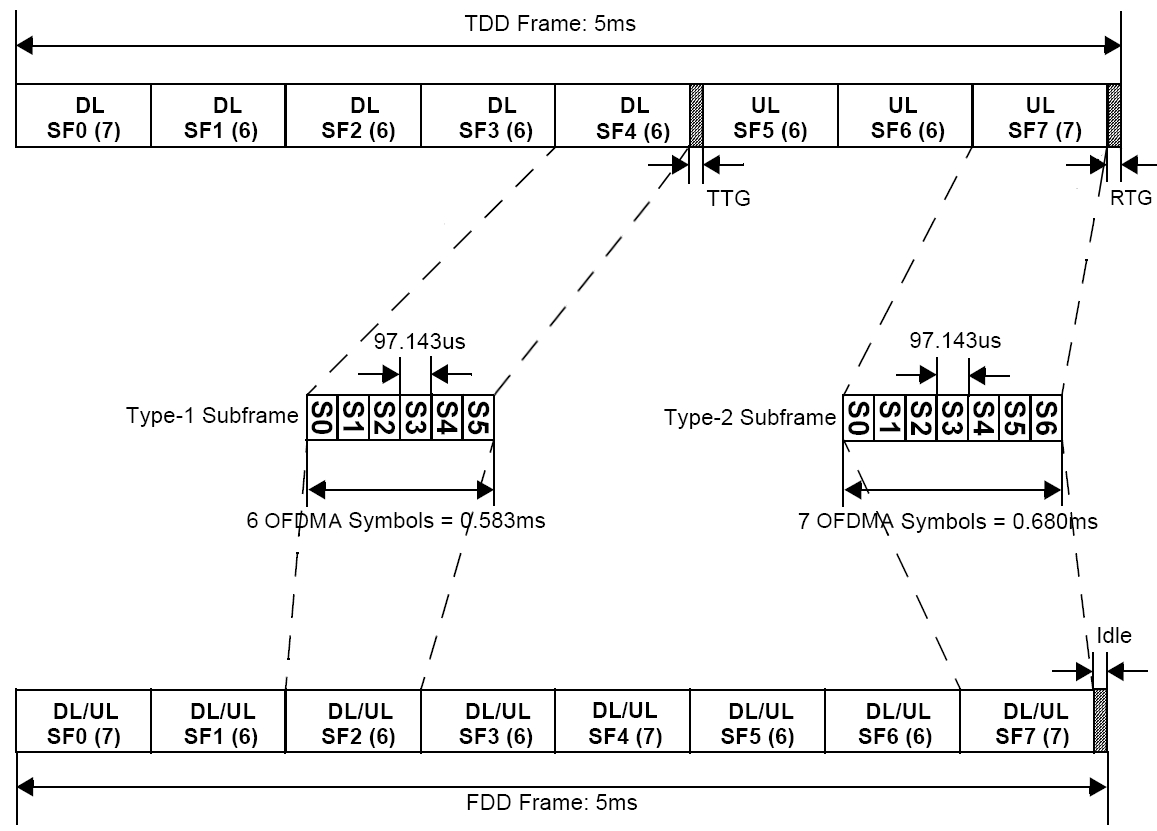 TDD Frame: 5ms
DL DL DL DL DL UL UL UL
SF0 (7) SF1 (6) SF2 (6) SF3 (6) SF4 (6) SF5 (6) SF6 (6) SF7 (7)
TTG RTG
97.143us 97.143us
Type-1 Subframe S0 S1 S2 S3 S4 S5 Type-2 Subframe S0 S1 S2 S3 S4 S5 S6
6 OFDMA Symbols = 0.583ms 7 OFDMA Symbols = 0.680ms
Idle
DL/UL DL/UL DL/UL DL/UL DL/UL DL/UL DL/UL DL/UL
SF0 (7) SF1 (6) SF2 (6) SF3 (6) SF4 (7) SF5 (6) SF6 (6) SF7 (7)
FDD Frame: 5ms